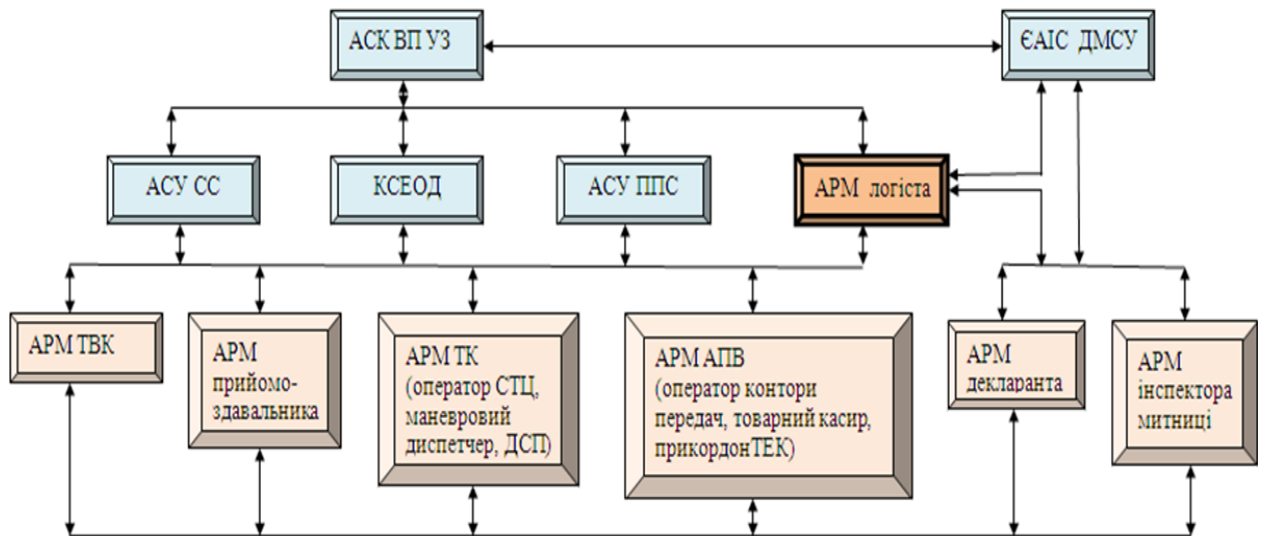 АСК ВП УЗ
ЄАІС ДМСУ
АСУ СС
КСЕОД
АСУ ППС
АРМ логіста
АРМ ТВК
АРМ
прийомо-
здавальника
АРМ ТК
(оператор СТЦ,
маневровий
диспетчер, ДСП)
АРМ АПВ
(оператор контори
передач, товарний касир,
прикордонТЕК)
АРМ
декларанта
АРМ
інспектора
митниці